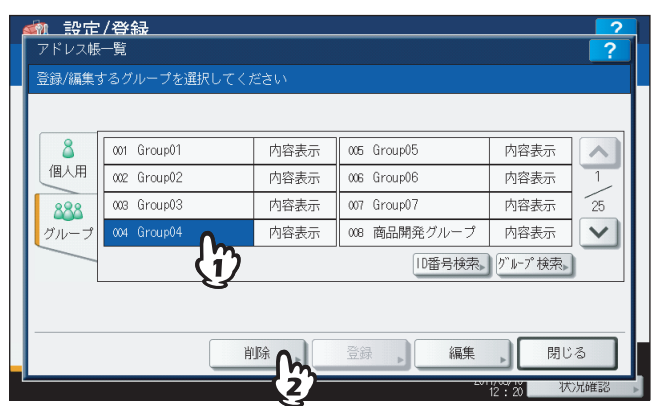 設定/登録
?
アドレス帳一覧
?
登録/編集するグループを選択してください
個人用
グループ
001 Group01 内容表示 005 Group05 内容表示
002 Group02 内容表示 006 Group06 内容表示
003 Group03 内容表示 007 Group07 内容表示
004 Group04 内容表示 008 商品開発グループ 内容表示
1
25
1
ID番号検索
グループ検索
削除
登録
編集
閉じる
2
12:20
状況確認